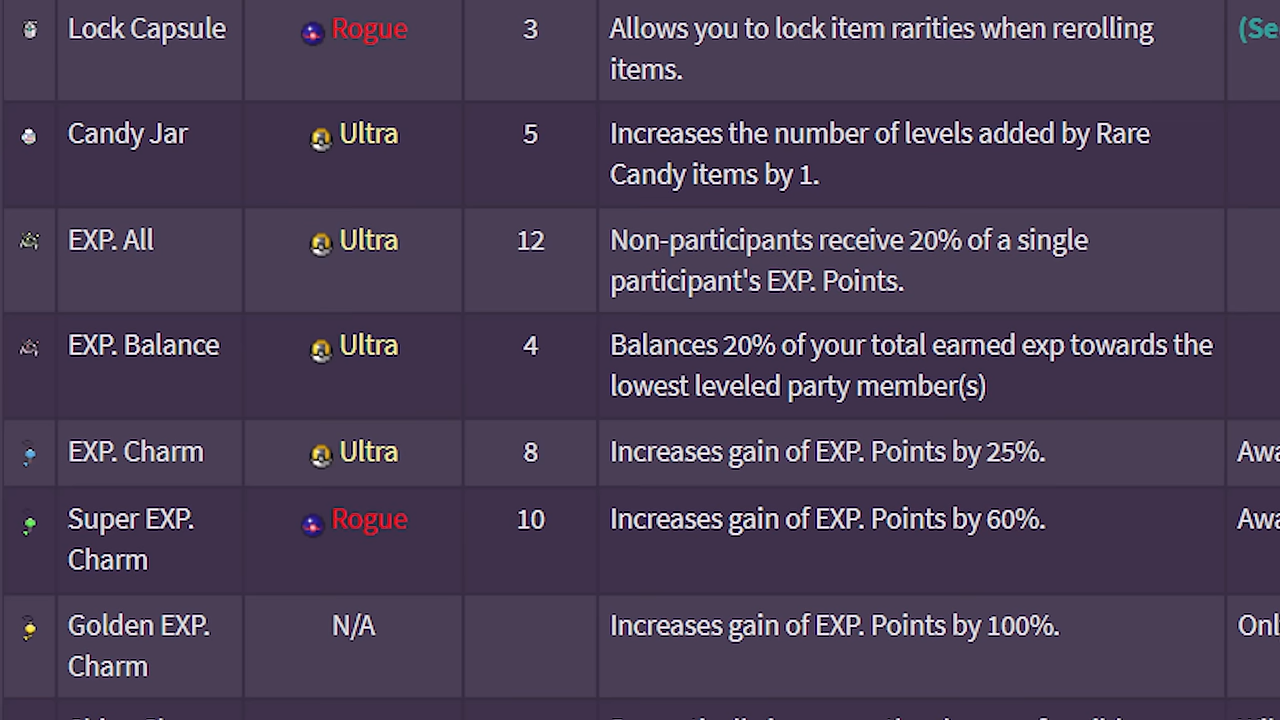 Lock Capsule Rogue 3 Allows you to lock item rarities when rerolling (Se
items.
Candy Jar Ultra 5 Increases the number of levels added by Rare
Candy items by 1.
EXP. All Ultra 12 Non-participants receive 20% of a single
participant's EXP. Points.
EXP. Balance Ultra 4 Balances 20% of your total earned exp towards the
lowest leveled party member(s)
EXP. Charm Ultra 8 Increases gain of EXP. Points by 25%. Awa
Super EXP. Rogue 10 Increases gain of EXP. Points by 60%. Awa
Charm
Golden EXP. N/A Increases gain of EXP. Points by 100%. Onl
Charm